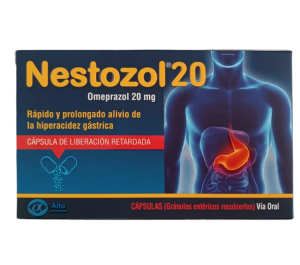 Nestozol® 20
Omeprazol 20 mg
Rápido y prolongado alivio de
la hiperacidez gástrica
CÁPSULA DE LIBERACIÓN RETARDADA
Alfa
CÁPSULAS (Gránulos entéricos recubiertos) Vía Oral